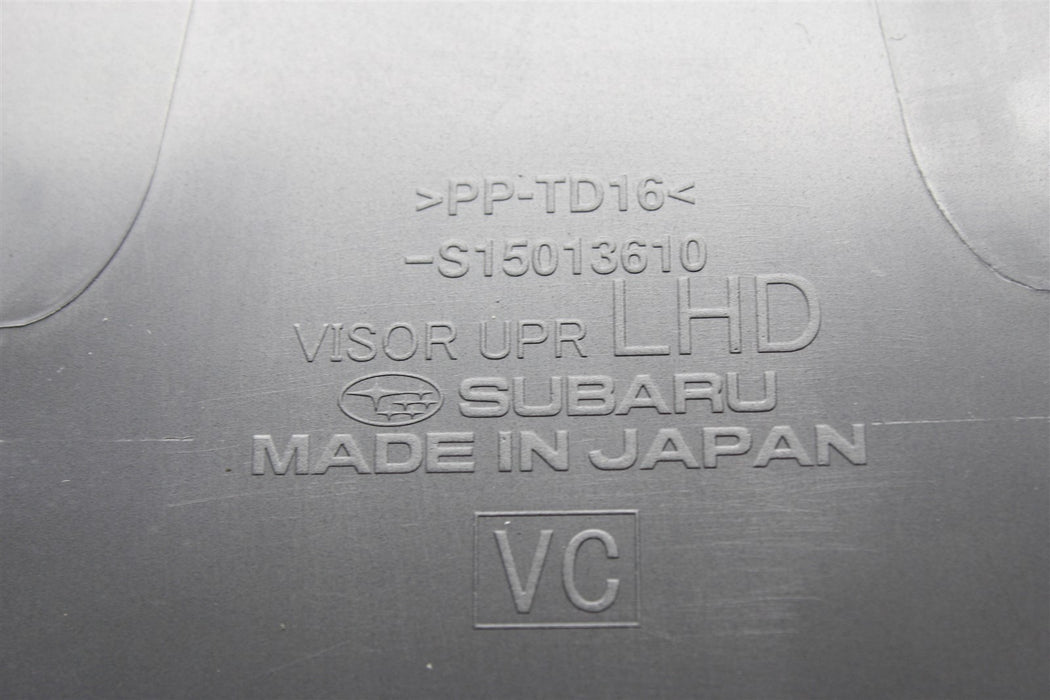 >PP-TD16<
-S15013610
VISOR UPR LHD
SUBARU
MADE IN JAPAN
VC